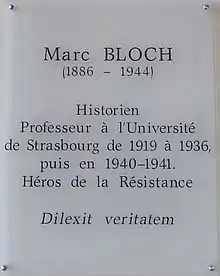 Marc BLOCH
(1886 - 1944)
Historien
Professeur à l'Université
de Strasbourg de 1919 à 1936,
puis en 1940-1941.
Héros de la Résistance
Dilexit veritatem